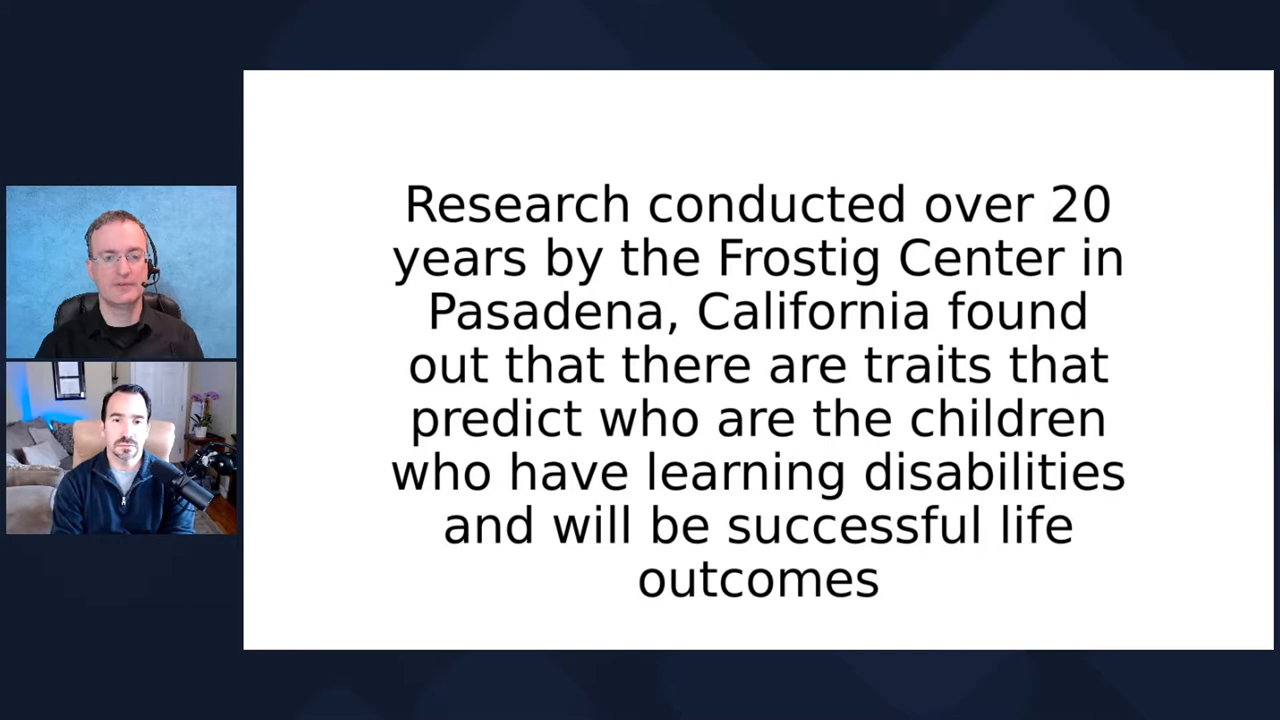 Research conducted over 20
years by the Frostig Center in
Pasadena, California found
out that there are traits that
predict who are the children
who have learning disabilities
and will be successful life
outcomes